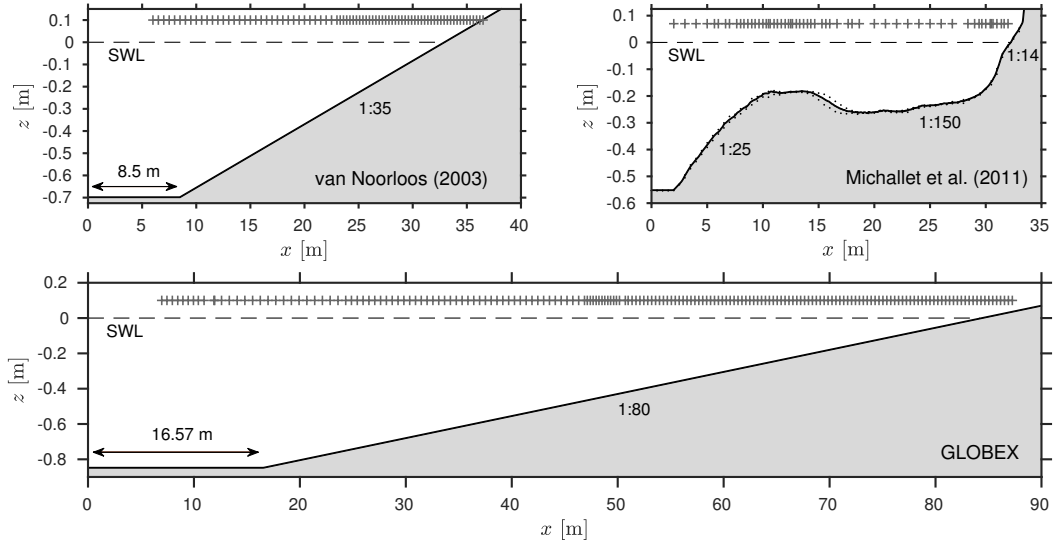 0.1
0
-0.1
-0.2
-0.3
-0.4
-0.5
-0.6
-0.7
z [m]
SWL
1:35
8.5 m
van Noorloos (2003)
0 5 10 15 20 25 30 35 40
x [m]
0.1
0
-0.1
-0.2
-0.3
-0.4
-0.5
-0.6
z [m]
SWL
1:14
1:25
1:150
Michallet et al. (2011)
0 5 10 15 20 25 30 35
x [m]
0.2
0
-0.2
-0.4
-0.6
-0.8
z [m]
SWL
1:80
16.57 m
GLOBEX
0 10 20 30 40 50 60 70 80 90
x [m]